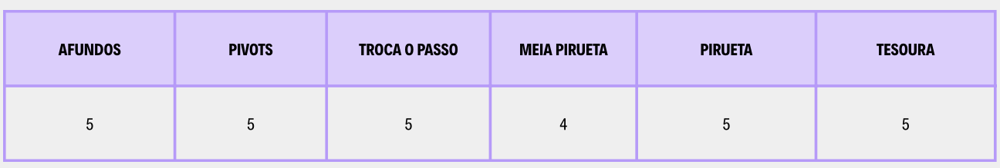 AFUNDOS PIVOTS TROCA O PASSO MEIA PIRUETA PIRUETA TESOURA
5 5 5 4 5 5